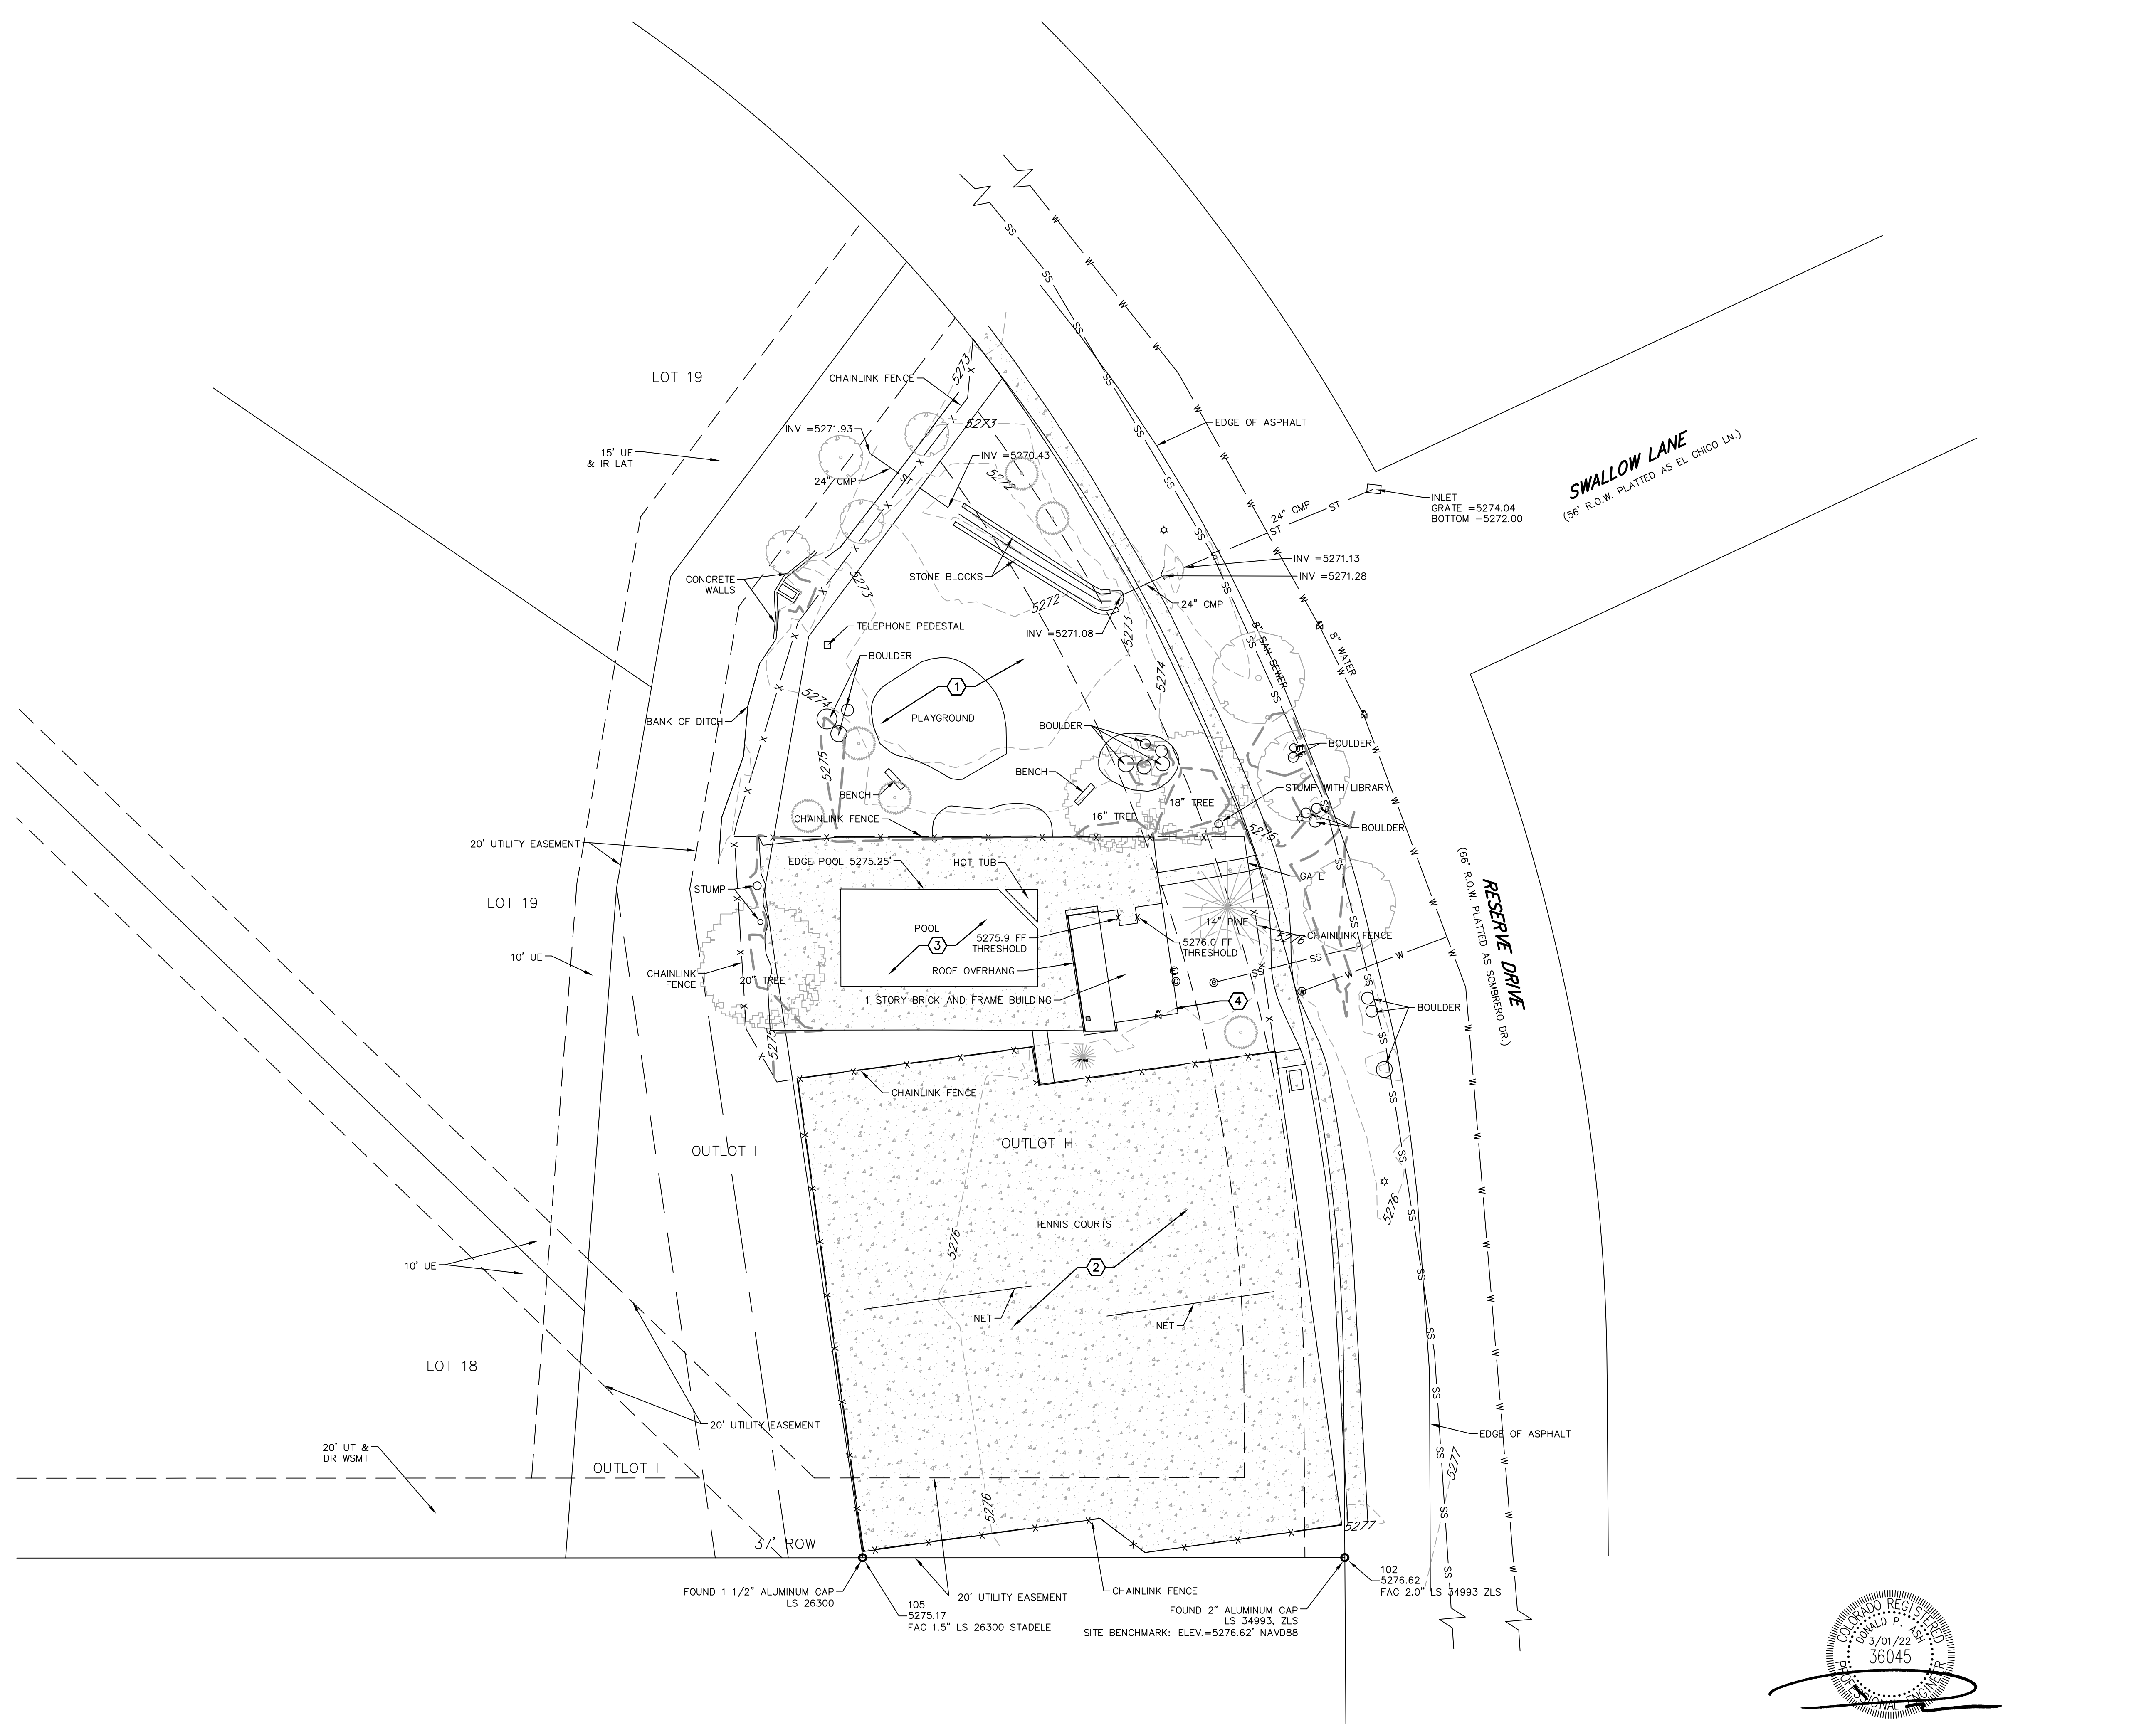 LOT 19
CHAINLINK FENCE
5273
5273
INV =5271.93
15' UE
& IR LAT
24" CMP
ST
INV =5270.43
5272
EDGE OF ASPHALT
SWALLOW LANE
(56' R.O.W. PLATTED AS EL CHICO LN.)
INLET
GRATE =5274.04
BOTTOM =5272.00
24" CMP
ST
ST
INV =5271.13
INV =5271.28
24" CMP
STONE BLOCKS
5272
INV =5271.08
5273
5273
CONCRETE
WALLS
TELEPHONE PEDESTAL
BOULDER
8" SAN SEWER
8" WATER
5274
5274
1
PLAYGROUND
BANK OF DITCH
BOULDER
BOULDER
5275
BENCH
BENCH
STUMP WITH LIBRARY
18" TREE
16" TREE
CHAINLINK FENCE
BOULDER
5275
20' UTILITY EASEMENT
EDGE POOL 5275.25'
HOT TUB
GATE
STUMP
LOT 19
(66' R.O.W. PLATTED AS SOMBRERO DR.)
RESERVE DRIVE
POOL
3
5275.9 FF
THRESHOLD
14" PINE
5276
CHAINLINK FENCE
5276.0 FF
THRESHOLD
10' UE
CHAINLINK
FENCE
20" TREE
ROOF OVERHANG
1 STORY BRICK AND FRAME BUILDING
4
SS
SS
W
W
BOULDER
5275
CHAINLINK FENCE
OUTLOT I
OUTLOT H
5276
TENNIS COURTS
5276
2
10' UE
NET
NET
LOT 18
20' UTILITY EASEMENT
EDGE OF ASPHALT
20' UT &
DR WSMT
OUTLOT I
5277
5276
5277
37' ROW
FOUND 1 1/2" ALUMINUM CAP
LS 26300
105
5275.17
FAC 1.5" LS 26300 STADELE
20' UTILITY EASEMENT
CHAINLINK FENCE
102
5276.62
FAC 2.0" LS 34993 ZLS
FOUND 2" ALUMINUM CAP
LS 34993, ZLS
SITE BENCHMARK: ELEV.=5276.62' NAVD88
COLORADO REGISTERED
DONALD P. ASH
3/01/22
36045
PROFESSIONAL ENGINEER